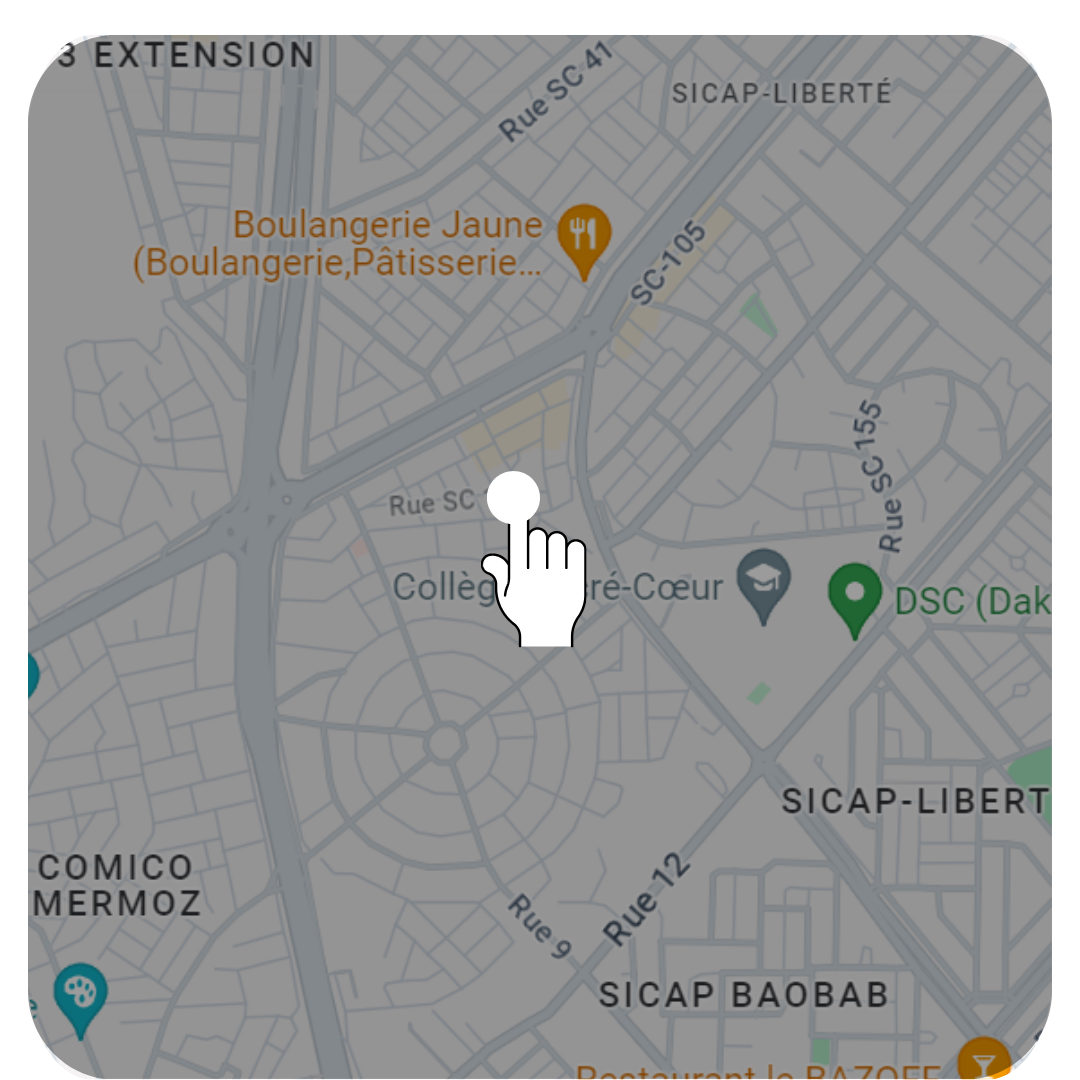 3 EXTENSION
Rue SC 41
SICAP-LIBERTÉ
Boulangerie Jaune
(Boulangerie,Pâtisserie...
SC-105
Rue SC 155
Rue SC
Collèg ré-Cœur
DSC (Dak
SICAP-LIBERT
COMICO
MERMOZ
Rue 12
Rue 9
SICAP BAOBAB
e
Restaurant le BAZOFF